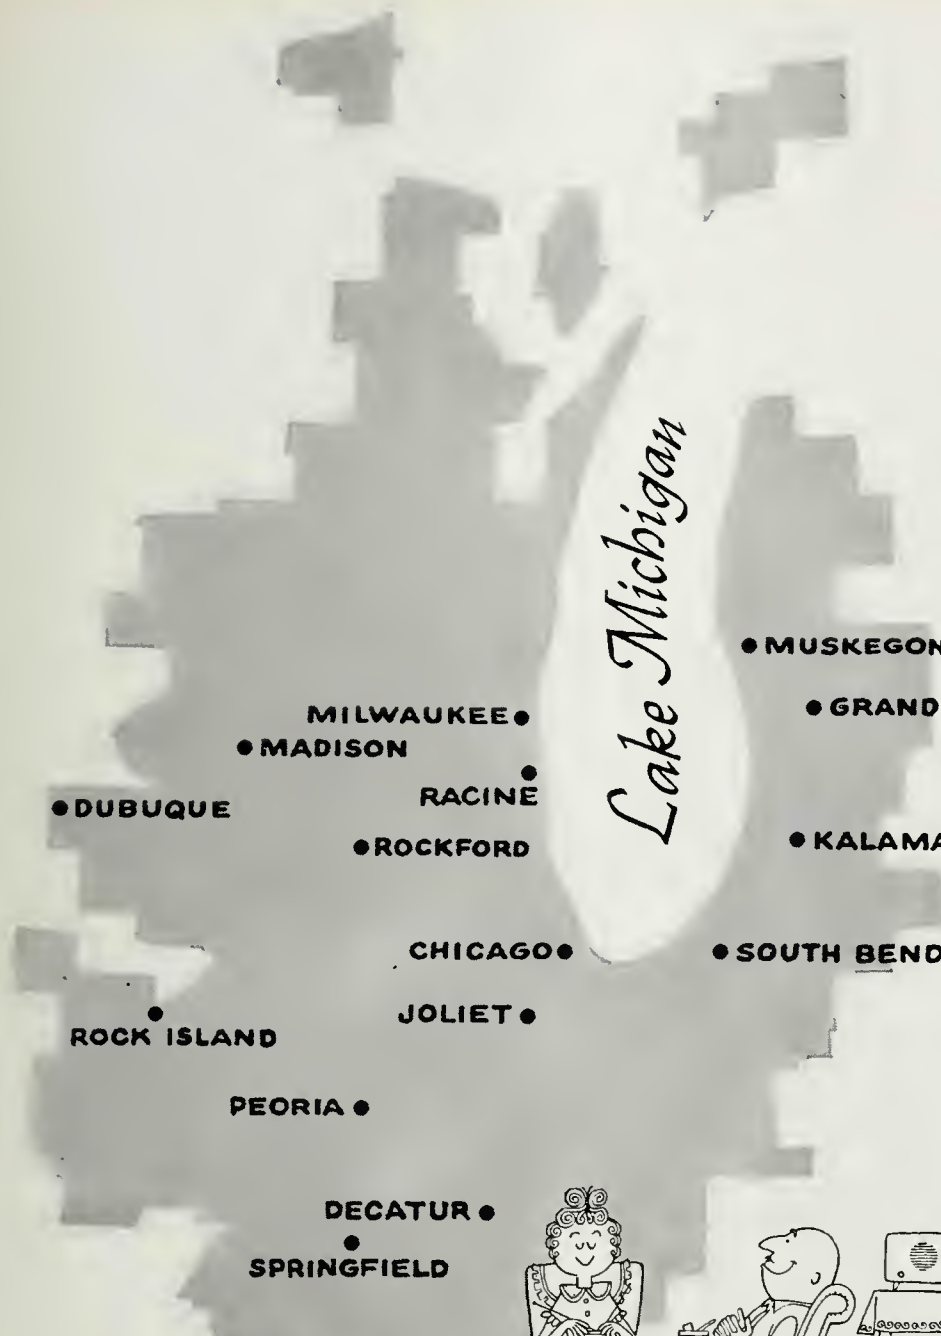 Lake Michigan
MUSKEGON
GRAND
MILWAUKEE
MADISON
RACINE
DUBUQUE
ROCKFORD
KALAMA
CHICAGO
SOUTH BEND
JOLIET
ROCK ISLAND
PEORIA
DECATUR
SPRINGFIELD